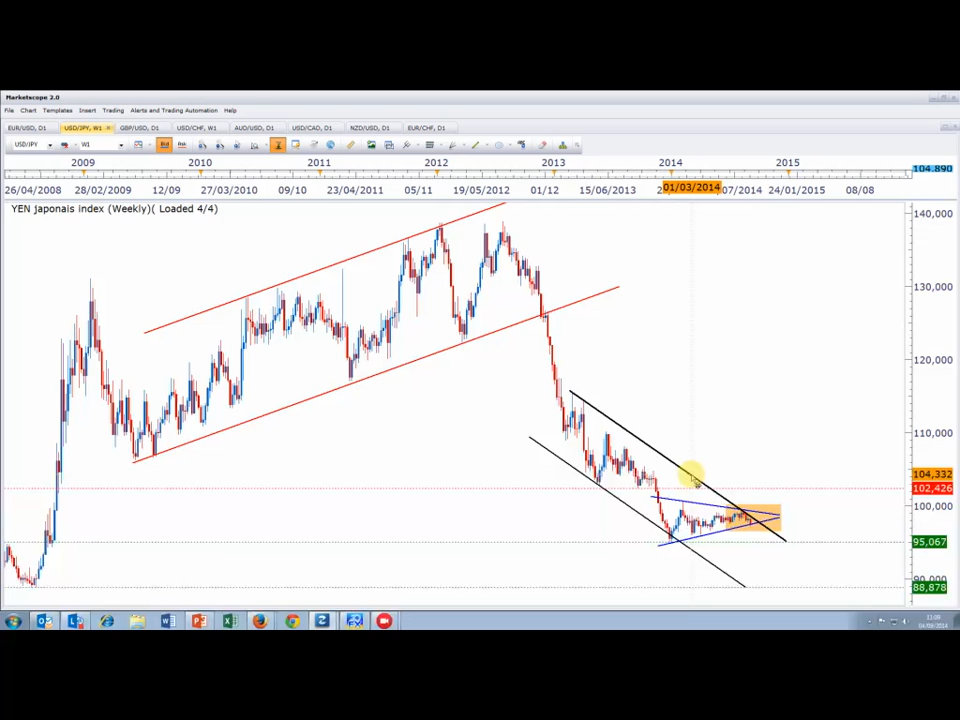 Marketscope 2.0
File Chart Templates Insert Trading Alerts and Trading Automation Help
EUR/USD, D1 USD/JPY, W1 GBP/USD, D1 USD/CHF, W1 AUD/USD, D1 USD/CAD, D1 NZD/USD, D1 EUR/CHF, D1
USD/JPY W1
2009 2010 2011 2012 2013 2014 2015
104.890
26/04/2008 28/02/2009 12/09 27/03/2010 09/10 23/04/2011 05/11 19/05/2012 01/12 15/06/2013 01/03/2014 07/2014 24/01/2015 08/08
YEN japonais index (Weekly)( Loaded 4/4)
140,000
130,000
120,000
110,000
104,332
102,426
100,000
95,067
90,000
88,878
11:00
04/09/2014